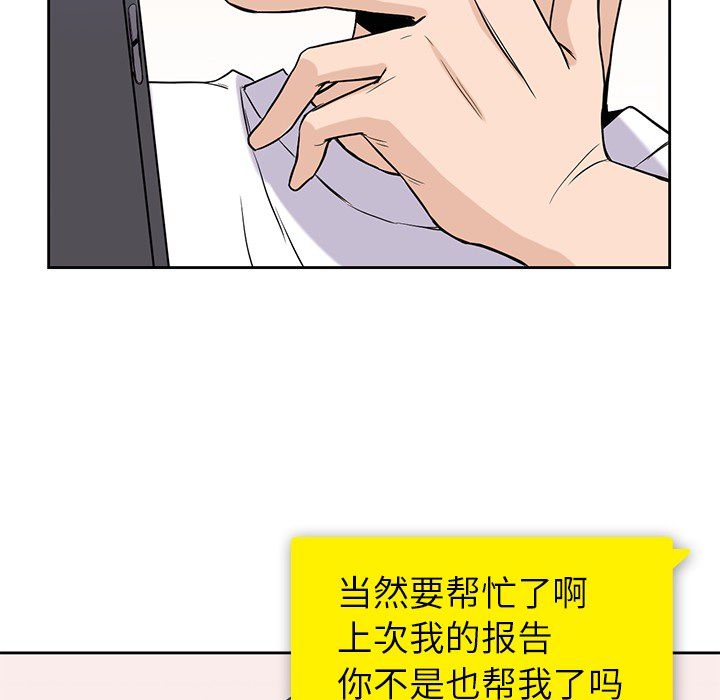 当然要帮忙了啊
上次我的报告
你不是也帮我了吗